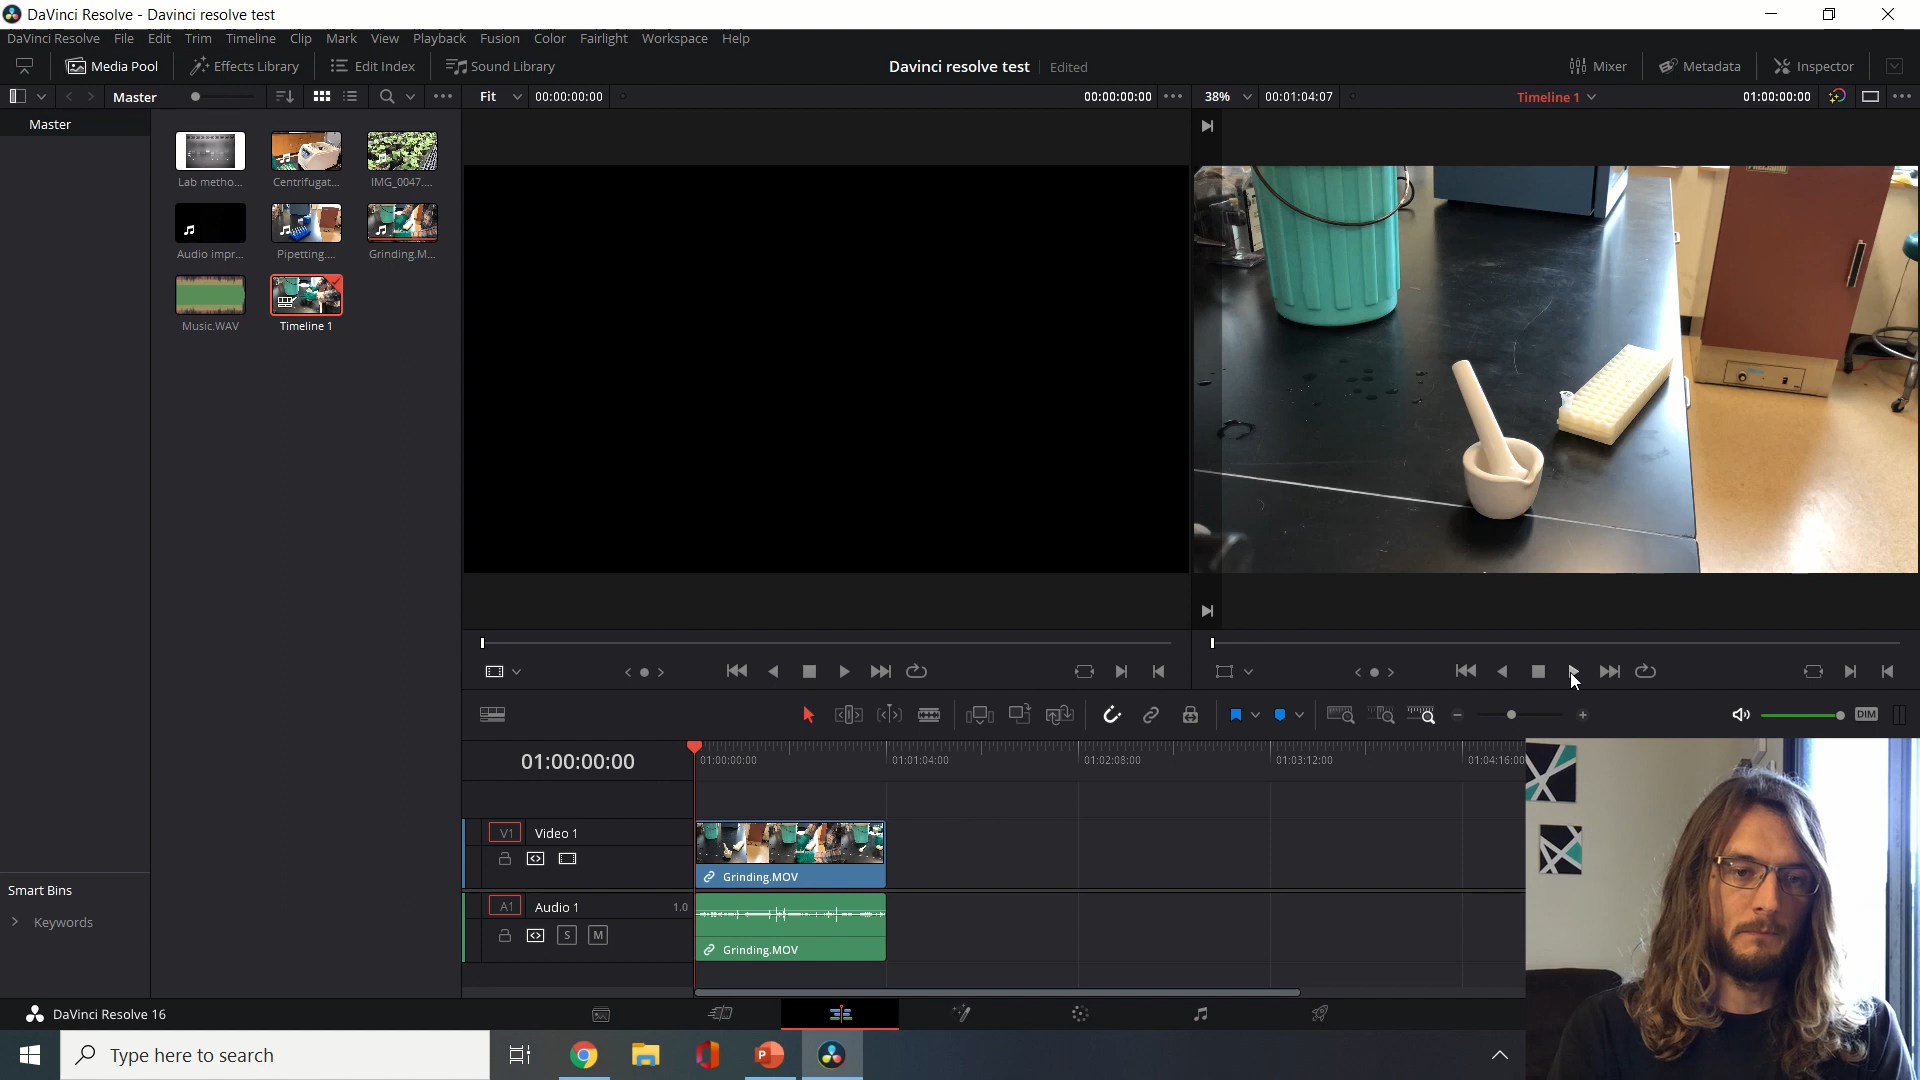 DaVinci Resolve - Davinci resolve test
DaVinci Resolve File Edit Trim Timeline Clip Mark View Playback Fusion Color Fairlight Workspace Help
Media Pool Effects Library Edit Index Sound Library Davinci resolve test Edited Mixer Metadata Inspector
Master Fit 00:00:00:00 00:00:00:00 38% 00:01:04:07 Timeline 1 01:00:00:00
Master
Lab metho... Centrifugat... IMG_0047....
Audio impr... Pipetting.... Grinding.M...
Music.WAV Timeline 1
DIM
01:00:00:00
01:00:00:00 01:01:04:00 01:02:08:00 01:03:12:00 01:04:16:00
V1 Video 1
Grinding.MOV
A1 Audio 1 1.0
S M
Grinding.MOV
Smart Bins
Keywords
DaVinci Resolve 16
Type here to search